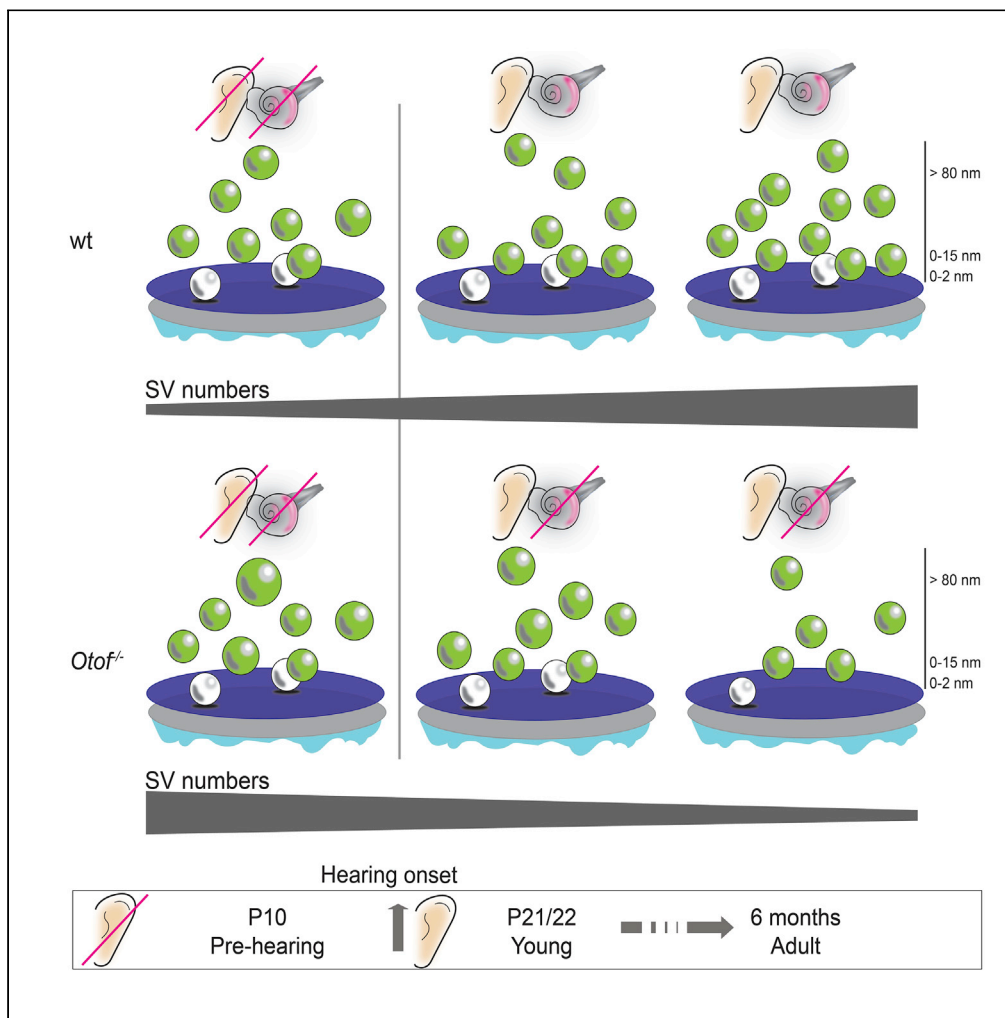 > 80 nm
wt
0-15 nm
0-2 nm
SV numbers
> 80 nm
Otof-/-
0-15 nm
0-2 nm
SV numbers
Hearing onset
P10
Pre-hearing
P21/22
Young
6 months
Adult